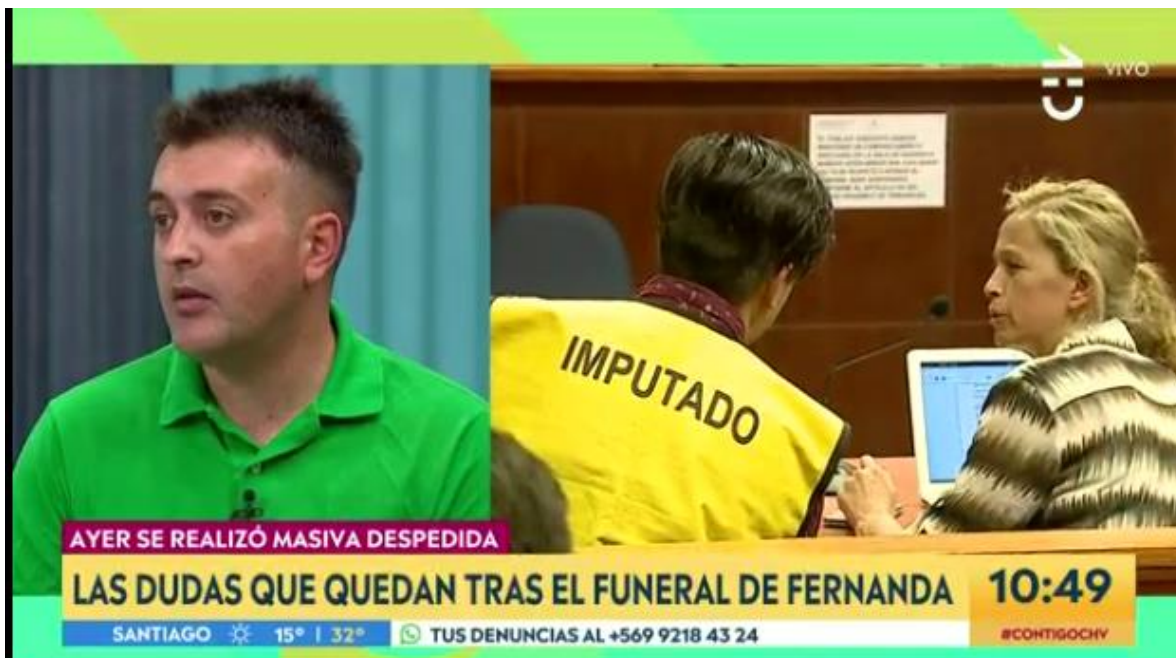 CHV
VIVO
IMPUTADO
AYER SE REALIZÓ MASIVA DESPEDIDA
LAS DUDAS QUE QUEDAN TRAS EL FUNERAL DE FERNANDA
10:49
SANTIAGO 15° | 32°
TUS DENUNCIAS AL +569 9218 43 24
#CONTIGOCHV